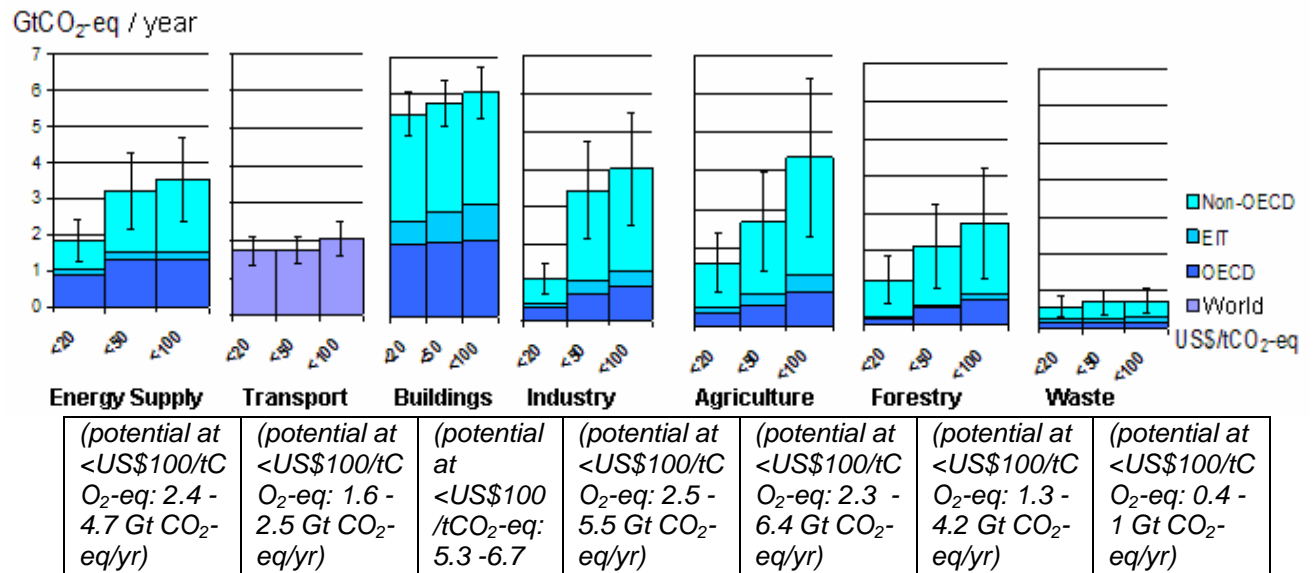 GtCO₂-eq / year
7
6
5
4
3
2
1
0
Non-OECD
EIT
OECD
World
US$/tCO₂-eq
<20 <50 <100 <20 <50 <100 <20 <50 <100 <20 <50 <100 <20 <50 <100 <20 <50 <100 <20 <50 <100
Energy Supply Transport Buildings Industry Agriculture Forestry Waste
(potential at
<US$100/tC
O₂-eq: 2.4 -
4.7 Gt CO₂-
eq/yr)
(potential at
<US$100/tC
O₂-eq: 1.6 -
2.5 Gt CO₂-
eq/yr)
(potential
at
<US$100
/tCO₂-eq:
5.3 -6.7
(potential at
<US$100/tC
O₂-eq: 2.5 -
5.5 Gt CO₂-
eq/yr)
(potential at
<US$100/tC
O₂-eq: 2.3 -
6.4 Gt CO₂-
eq/yr)
(potential at
<US$100/tC
O₂-eq: 1.3 -
4.2 Gt CO₂-
eq/yr)
(potential at
<US$100/tC
O₂-eq: 0.4 -
1 Gt CO₂-
eq/yr)